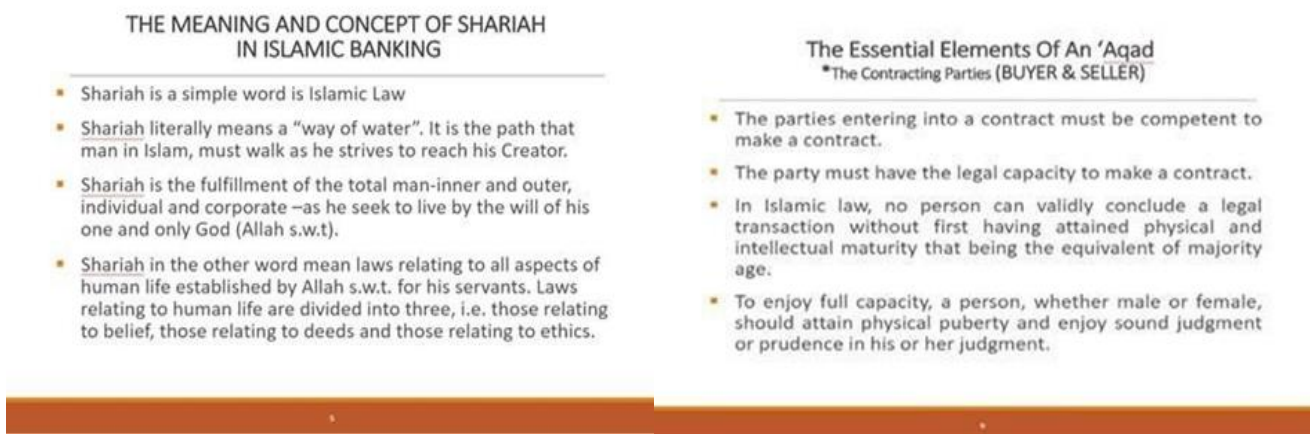 THE MEANING AND CONCEPT OF SHARIAH
IN ISLAMIC BANKING
Shariah is a simple word is Islamic Law
Shariah literally means a “way of water”. It is the path that
man in Islam, must walk as he strives to reach his Creator.
Shariah is the fulfillment of the total man-inner and outer,
individual and corporate –as he seek to live by the will of his
one and only God (Allah s.w.t).
Shariah in the other word mean laws relating to all aspects of
human life established by Allah s.w.t. for his servants. Laws
relating to human life are divided into three, i.e. those relating
to belief, those relating to deeds and those relating to ethics.
The Essential Elements Of An ‘Aqad
*The Contracting Parties (BUYER & SELLER)
The parties entering into a contract must be competent to
make a contract.
The party must have the legal capacity to make a contract.
In Islamic law, no person can validly conclude a legal
transaction without first having attained physical and
intellectual maturity that being the equivalent of majority
age.
To enjoy full capacity, a person, whether male or female,
should attain physical puberty and enjoy sound judgment
or prudence in his or her judgment.